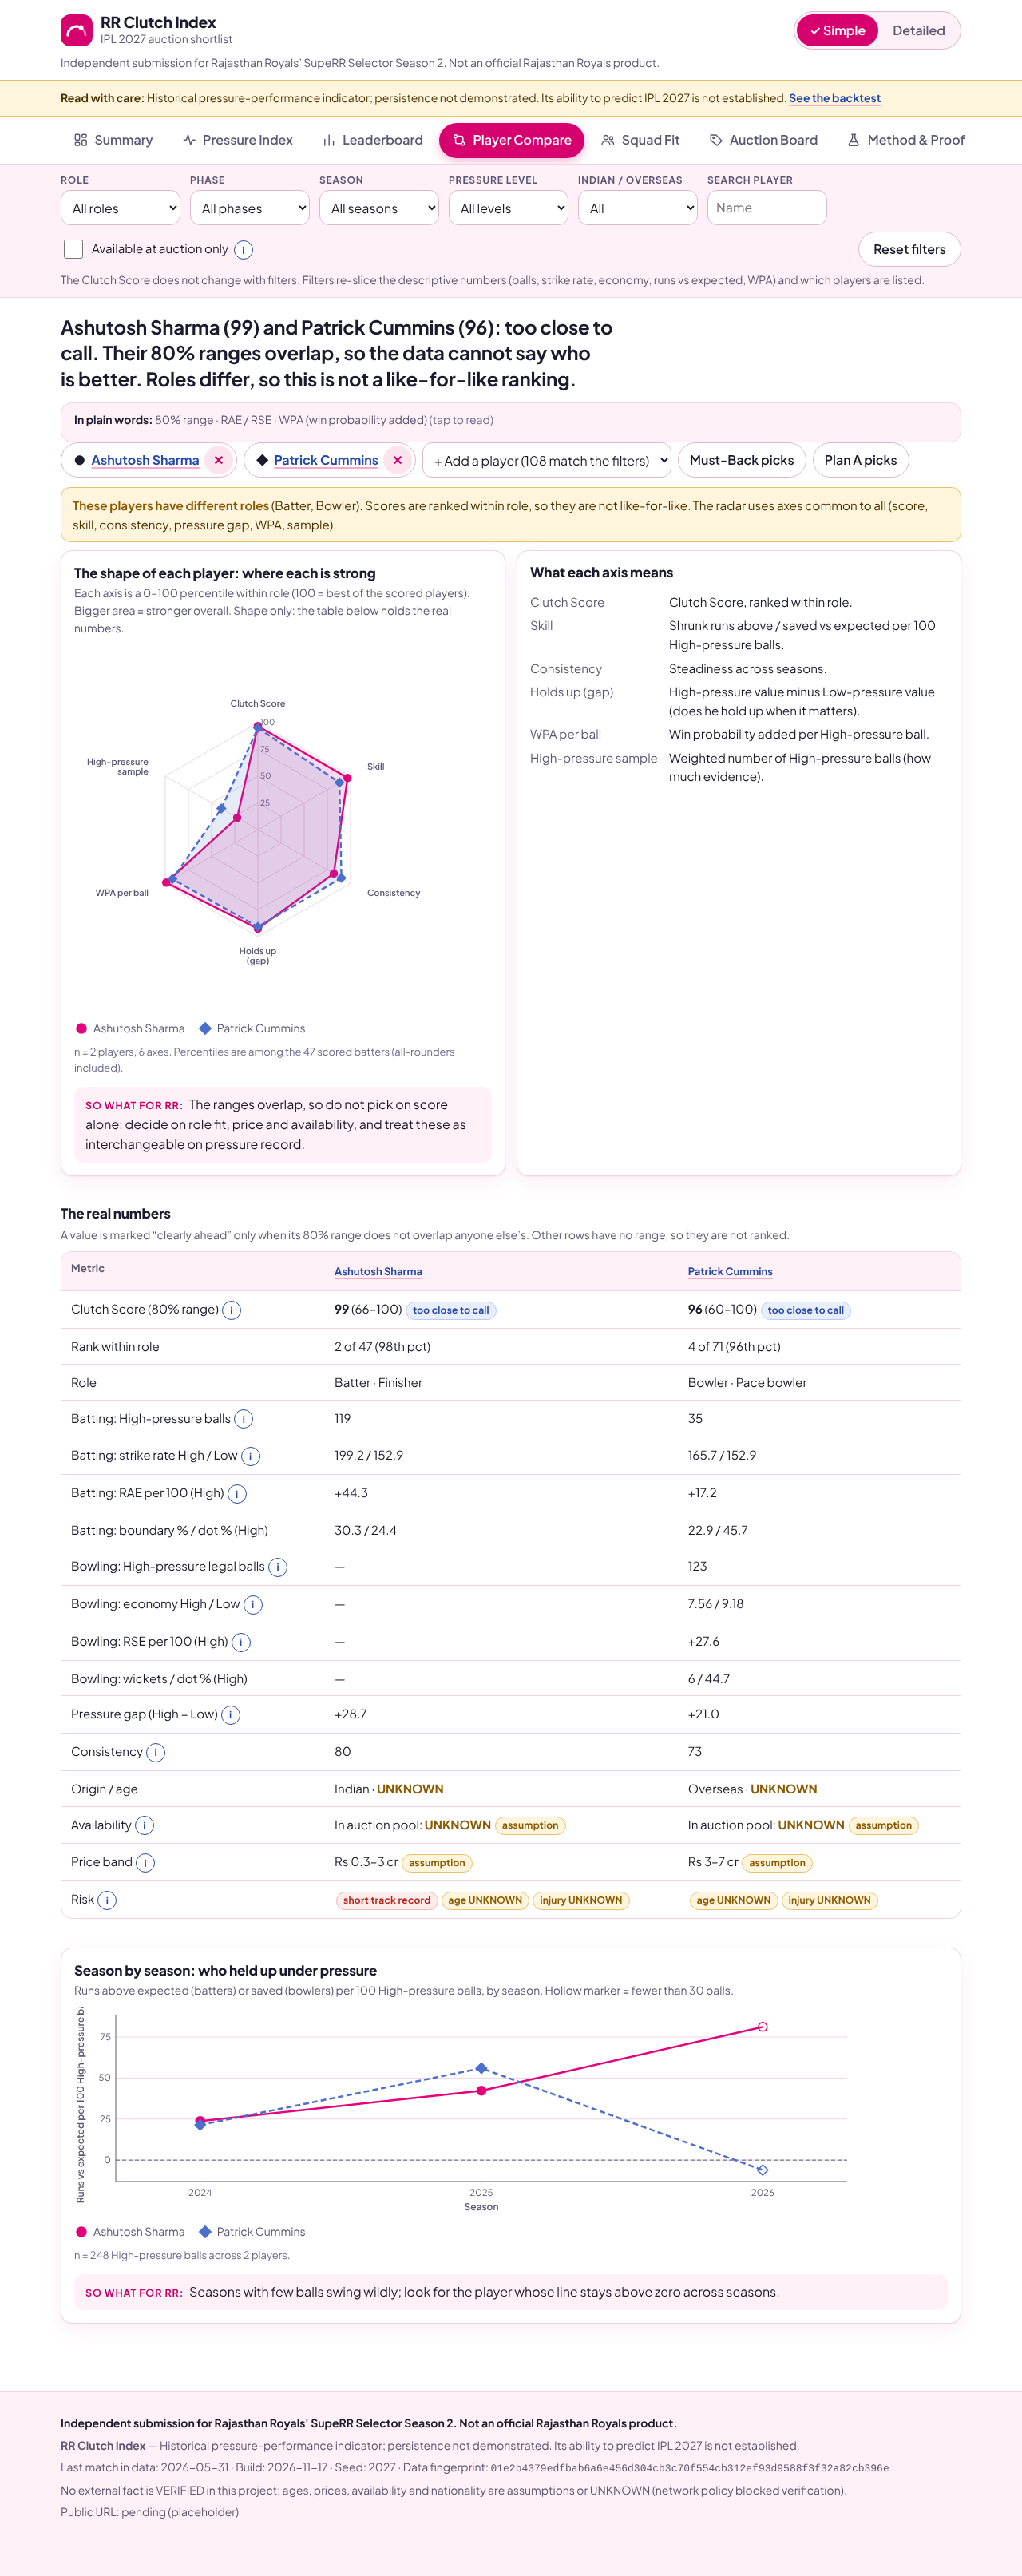 RR Clutch Index
IPL 2027 auction shortlist
✓ Simple
Detailed
Independent submission for Rajasthan Royals' SupeRR Selector Season 2. Not an official Rajasthan Royals product.
Read with care: Historical pressure-performance indicator; persistence not demonstrated. Its ability to predict IPL 2027 is not established. See the backtest
Summary
Pressure Index
Leaderboard
Player Compare
Squad Fit
Auction Board
Method & Proof
ROLE
PHASE
SEASON
PRESSURE LEVEL
INDIAN / OVERSEAS
SEARCH PLAYER
All roles
All phases
All seasons
All levels
All
Name
Available at auction only i
Reset filters
The Clutch Score does not change with filters. Filters re-slice the descriptive numbers (balls, strike rate, economy, runs vs expected, WPA) and which players are listed.
Ashutosh Sharma (99) and Patrick Cummins (96): too close to
call. Their 80% ranges overlap, so the data cannot say who
is better. Roles differ, so this is not a like-for-like ranking.
In plain words: 80% range · RAE / RSE · WPA (win probability added) (tap to read)
Ashutosh Sharma ✕
Patrick Cummins ✕
+ Add a player (108 match the filters)
Must-Back picks
Plan A picks
These players have different roles (Batter, Bowler). Scores are ranked within role, so they are not like-for-like. The radar uses axes common to all (score,
skill, consistency, pressure gap, WPA, sample).
The shape of each player: where each is strong
Each axis is a 0–100 percentile within role (100 = best of the scored players).
Bigger area = stronger overall. Shape only: the table below holds the real
numbers.
Clutch Score
100
75
50
25
Skill
Consistency
Holds up
(gap)
WPA per ball
High-pressure
sample
Ashutosh Sharma
Patrick Cummins
n = 2 players, 6 axes. Percentiles are among the 47 scored batters (all-rounders
included).
SO WHAT FOR RR: The ranges overlap, so do not pick on score
alone: decide on role fit, price and availability, and treat these as
interchangeable on pressure record.
What each axis means
Clutch Score Clutch Score, ranked within role.
Skill Shrunk runs above / saved vs expected per 100
High-pressure balls.
Consistency Steadiness across seasons.
Holds up (gap) High-pressure value minus Low-pressure value
(does he hold up when it matters).
WPA per ball Win probability added per High-pressure ball.
High-pressure sample Weighted number of High-pressure balls (how
much evidence).
The real numbers
A value is marked “clearly ahead” only when its 80% range does not overlap anyone else’s. Other rows have no range, so they are not ranked.
Metric Ashutosh Sharma Patrick Cummins
Clutch Score (80% range) i 99 (66–100) too close to call 96 (60–100) too close to call
Rank within role 2 of 47 (98th pct) 4 of 71 (96th pct)
Role Batter · Finisher Bowler · Pace bowler
Batting: High-pressure balls i 119 35
Batting: strike rate High / Low i 199.2 / 152.9 165.7 / 152.9
Batting: RAE per 100 (High) i +44.3 +17.2
Batting: boundary % / dot % (High) 30.3 / 24.4 22.9 / 45.7
Bowling: High-pressure legal balls i — 123
Bowling: economy High / Low i — 7.56 / 9.18
Bowling: RSE per 100 (High) i — +27.6
Bowling: wickets / dot % (High) — 6 / 44.7
Pressure gap (High – Low) i +28.7 +21.0
Consistency i 80 73
Origin / age Indian · UNKNOWN Overseas · UNKNOWN
Availability i In auction pool: UNKNOWN assumption In auction pool: UNKNOWN assumption
Price band i Rs 0.3–3 cr assumption Rs 3–7 cr assumption
Risk i short track record age UNKNOWN injury UNKNOWN age UNKNOWN injury UNKNOWN
Season by season: who held up under pressure
Runs above expected (batters) or saved (bowlers) per 100 High-pressure balls, by season. Hollow marker = fewer than 30 balls.
Runs vs expected per 100 High-pressure b.
75
50
25
0
2024
2025
2026
Season
Ashutosh Sharma
Patrick Cummins
n = 248 High-pressure balls across 2 players.
SO WHAT FOR RR: Seasons with few balls swing wildly; look for the player whose line stays above zero across seasons.
Independent submission for Rajasthan Royals' SupeRR Selector Season 2. Not an official Rajasthan Royals product.
RR Clutch Index — Historical pressure-performance indicator; persistence not demonstrated. Its ability to predict IPL 2027 is not established.
Last match in data: 2026-05-31 · Build: 2026-11-17 · Seed: 2027 · Data fingerprint: 01e2b4379edfbab6a6e456d304cb3c70f554cb312ef93d9588f3f32a82cb396e
No external fact is VERIFIED in this project: ages, prices, availability and nationality are assumptions or UNKNOWN (network policy blocked verification).
Public URL: pending (placeholder)